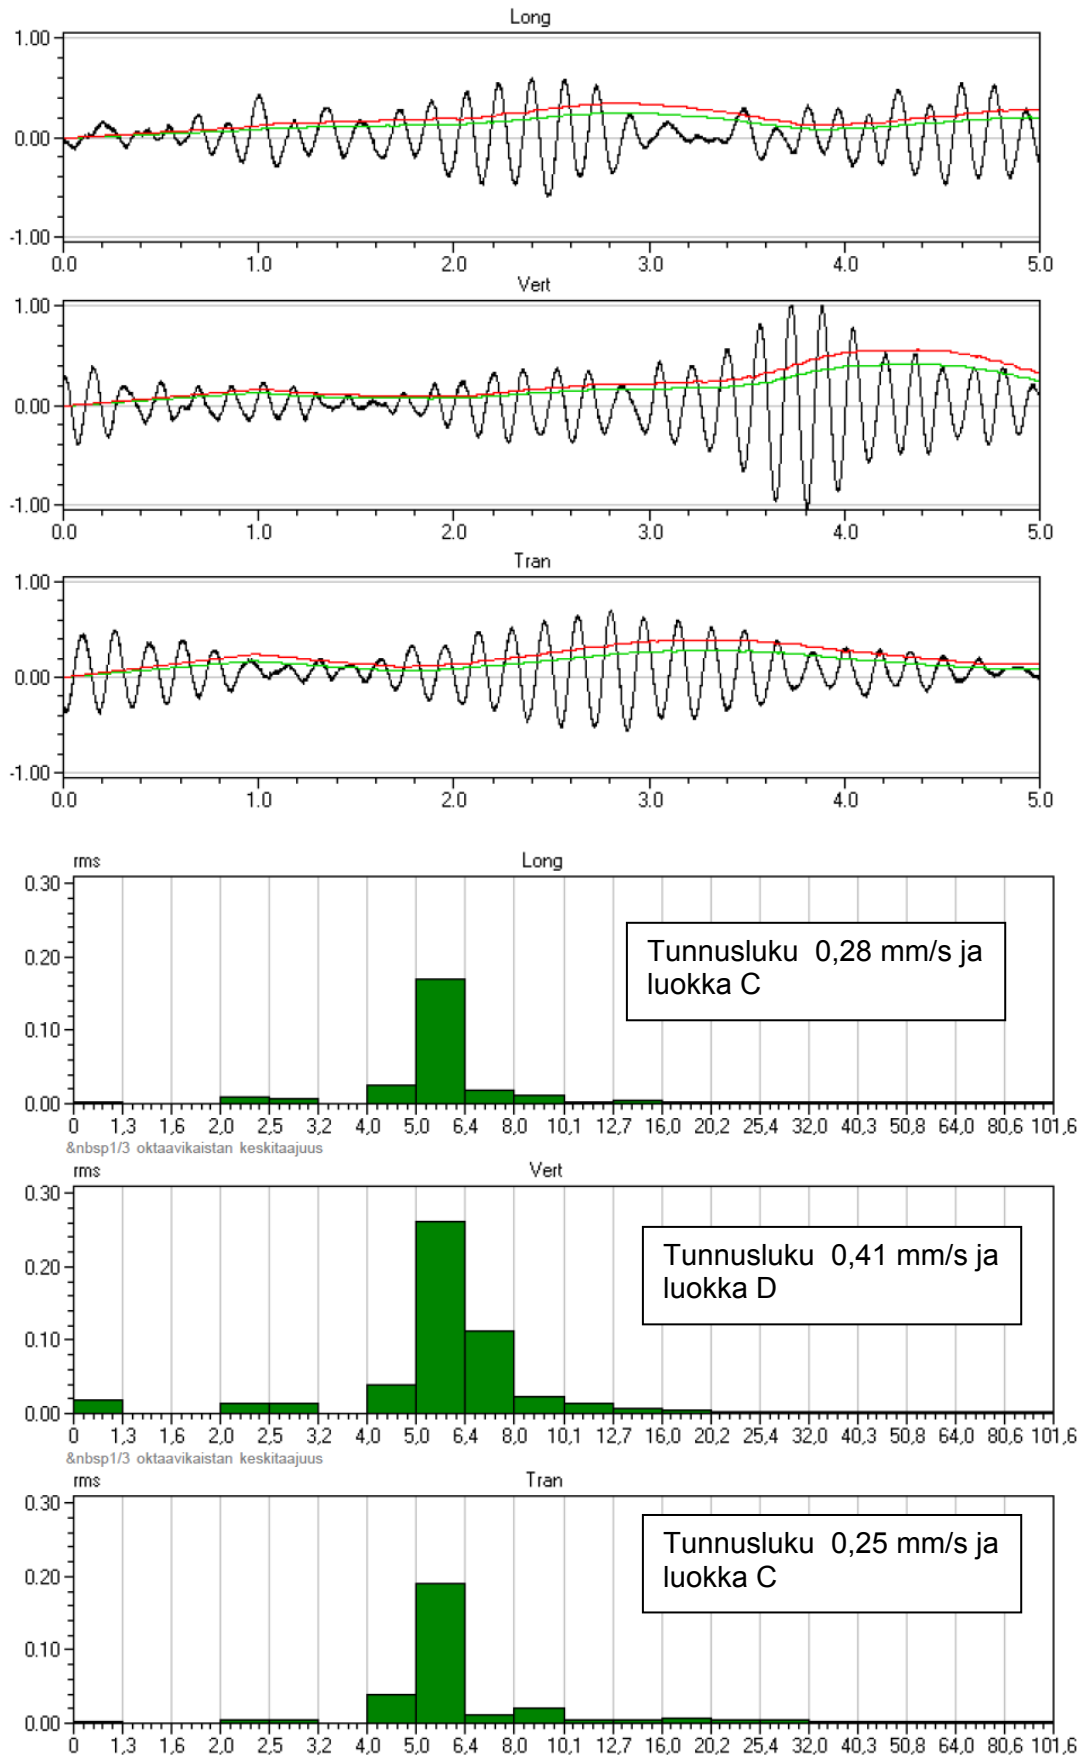 Long
1.00
0.00
-1.00
0.0 1.0 2.0 3.0 4.0 5.0
Vert
1.00
0.00
-1.00
0.0 1.0 2.0 3.0 4.0 5.0
Tran
1.00
0.00
-1.00
0.0 1.0 2.0 3.0 4.0 5.0
rms Long
0.30
0.20
0.10
0.00
Tunnusluku 0,28 mm/s ja
luokka C
0 1,3 1,6 2,0 2,5 3,2 4,0 5,0 6,4 8,0 10,1 12,7 16,0 20,2 25,4 32,0 40,3 50,8 64,0 80,6 101,6
&nbsp1/3 oktaavikaistan keskitaajuus
rms Vert
0.30
0.20
0.10
0.00
Tunnusluku 0,41 mm/s ja
luokka D
0 1,3 1,6 2,0 2,5 3,2 4,0 5,0 6,4 8,0 10,1 12,7 16,0 20,2 25,4 32,0 40,3 50,8 64,0 80,6 101,6
&nbsp1/3 oktaavikaistan keskitaajuus
rms Tran
0.30
0.20
0.10
0.00
Tunnusluku 0,25 mm/s ja
luokka C
0 1,3 1,6 2,0 2,5 3,2 4,0 5,0 6,4 8,0 10,1 12,7 16,0 20,2 25,4 32,0 40,3 50,8 64,0 80,6 101,6